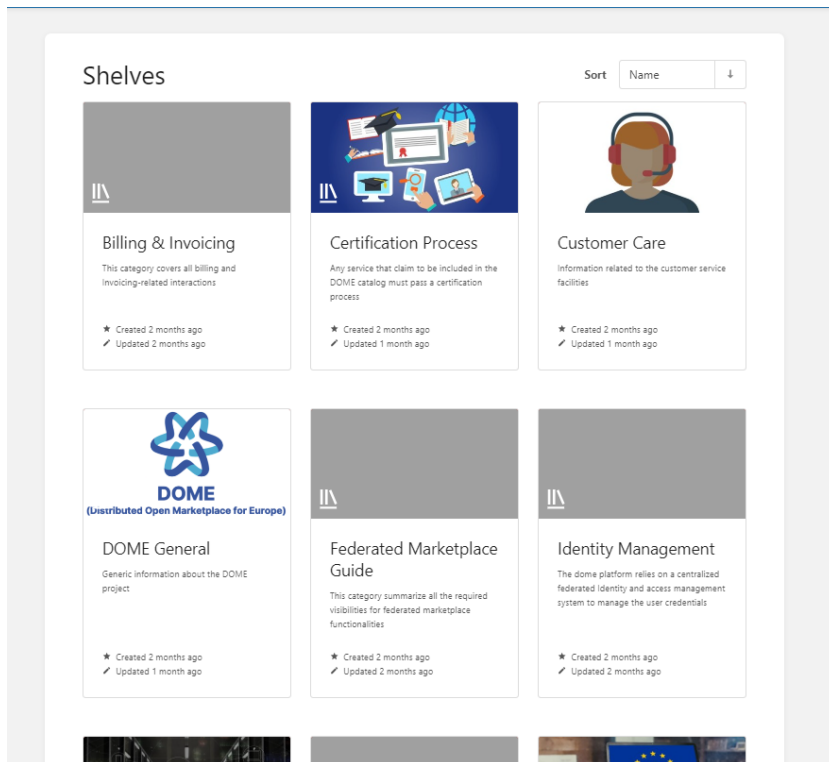 Shelves
Sort Name
Billing & Invoicing
This category covers all billing and
Invoicing-related interactions
Created 2 months ago
Updated 2 months ago
Certification Process
Any service that claim to be included in the
DOME catalog must pass a certification
process
Created 2 months ago
Updated 1 month ago
Customer Care
Information related to the customer service
facilities
Created 2 months ago
Updated 1 month ago
DOME
(Distributed Open Marketplace for Europe)
DOME General
Generic information about the DOME
project
Created 2 months ago
Updated 1 month ago
Federated Marketplace
Guide
This category summarize all the required
visibilities for federated marketplace
functionalities
Created 2 months ago
Updated 2 months ago
Identity Management
The dome platform relies on a centralized
federated Identity and access management
system to manage the user credentials
Created 2 months ago
Updated 2 months ago